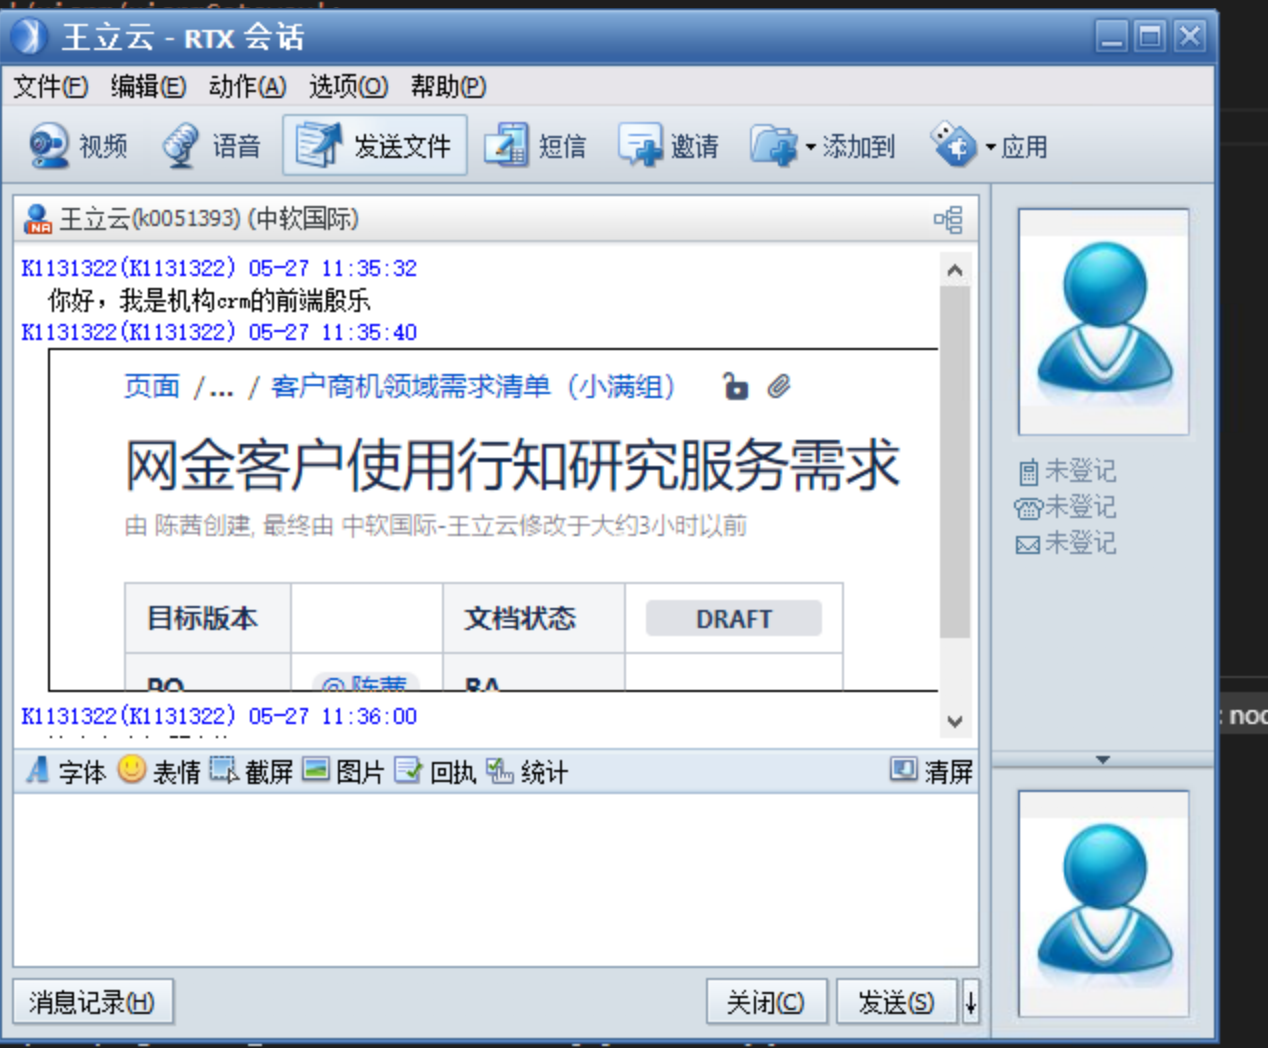 王立云 - RTX 会话
文件(F) 编辑(E) 动作(A) 选项(O) 帮助(P)
视频 语音 发送文件 短信 邀请 添加到 应用
王立云(k0051393) (中软国际)
K1131322(K1131322) 05-27 11:35:32
你好，我是机构crm的前端殷乐
K1131322(K1131322) 05-27 11:35:40
页面 /... / 客户商机领域需求清单（小满组）
网金客户使用行知研究服务需求
由 陈茜创建, 最终由 中软国际-王立云修改于大约3小时以前
目标版本 文档状态 DRAFT
PO @陈茜 BA
K1131322(K1131322) 05-27 11:36:00
未登记
未登记
未登记
字体 表情 截屏 图片 回执 统计 清屏
消息记录(H) 关闭(C) 发送(S)
: nod